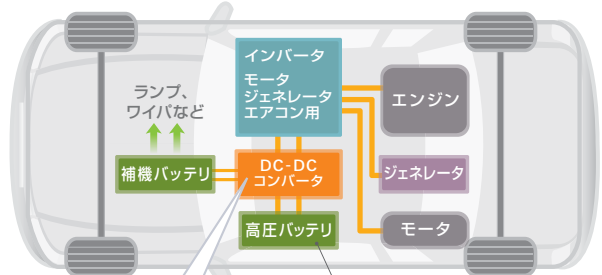 インバータ
モータ
ジェネレータ
エアコン用
ランプ、
ワイパなど
エンジン
補機バッテリ
DC-DC
コンバータ
ジェネレータ
高圧バッテリ
モータ